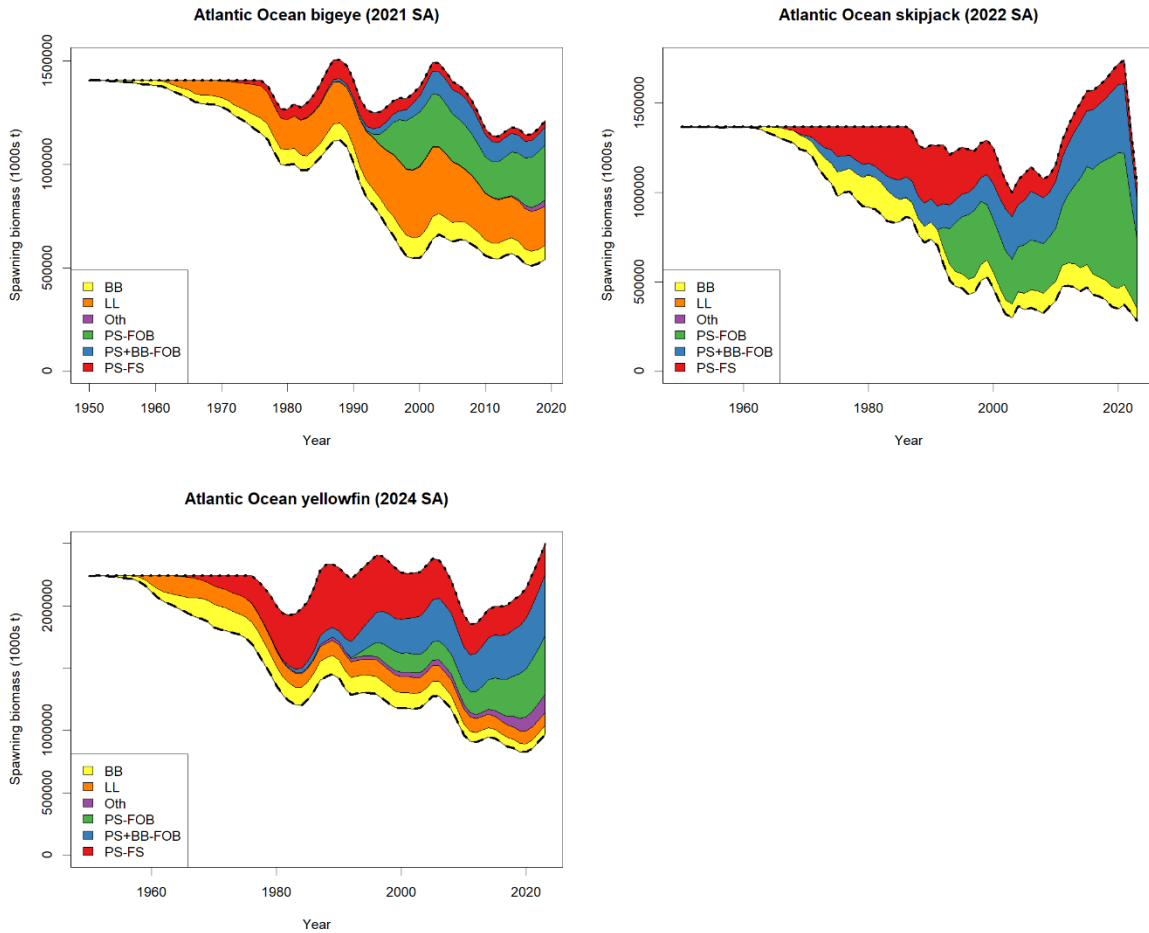 Atlantic Ocean bigeye (2021 SA)
Spawning biomass (1000s t)
1500000
1000000
500000
0
BB
LL
Oth
PS-FOB
PS+BB-FOB
PS-FS
1950 1960 1970 1980 1990 2000 2010 2020
Year
Atlantic Ocean skipjack (2022 SA)
Spawning biomass (1000s t)
1500000
1000000
500000
0
BB
LL
Oth
PS-FOB
PS+BB-FOB
PS-FS
1960 1980 2000 2020
Year
Atlantic Ocean yellowfin (2024 SA)
Spawning biomass (1000s t)
2000000
1000000
500000
0
BB
LL
Oth
PS-FOB
PS+BB-FOB
PS-FS
1960 1980 2000 2020
Year